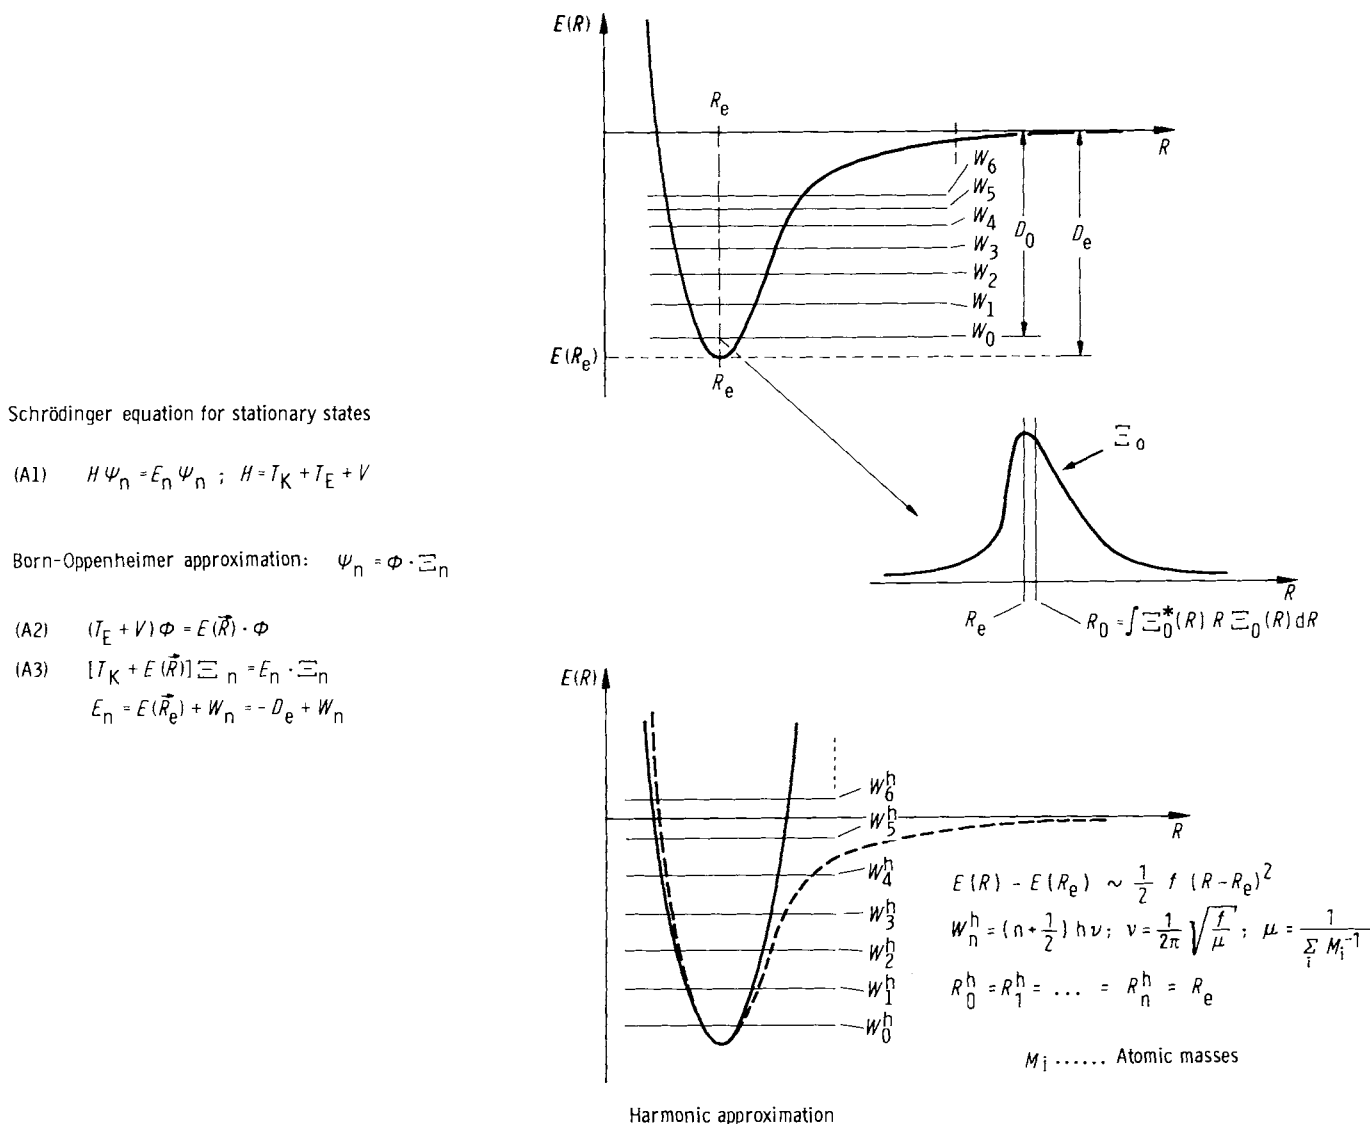 E(R)
R_e
R
W_6
W_5
W_4
W_3
W_2
W_1
W_0
D_0
D_e
E(R_e)
R_e
Schrödinger equation for stationary states
(A1) HΨ_n = E_n Ψ_n ; H = T_K + T_E + V
Born-Oppenheimer approximation: Ψ_n = Φ · Ξ_n
(A2) (T_E + V) Φ = E(R⃗) · Φ
(A3) [T_K + E(R⃗)] Ξ_n = E_n · Ξ_n
E_n = E(R⃗_e) + W_n = - D_e + W_n
Ξ_0
R
R_e
R_0 = ∫ Ξ_0^*(R) R Ξ_0(R) dR
E(R)
W_6^h
W_5^h
R
W_4^h
W_3^h
W_2^h
W_1^h
W_0^h
E(R) - E(R_e) ~ 1/2 f (R-R_e)^2
W_n^h = (n + 1/2) hν; ν = 1/2π √(f/μ); μ = 1/(Σ_i M_i^-1)
R_0^h = R_1^h = ... = R_n^h = R_e
M_i ...... Atomic masses
Harmonic approximation